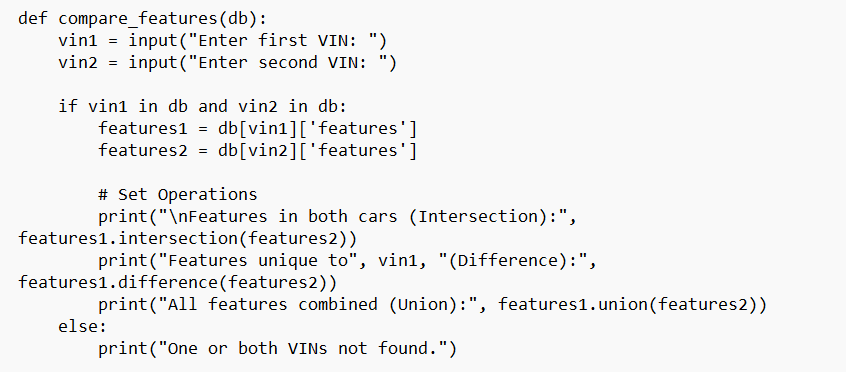 def compare_features(db):
    vin1 = input("Enter first VIN: ")
    vin2 = input("Enter second VIN: ")

    if vin1 in db and vin2 in db:
        features1 = db[vin1]['features']
        features2 = db[vin2]['features']

        # Set Operations
        print("\nFeatures in both cars (Intersection):",
features1.intersection(features2))
        print("Features unique to", vin1, "(Difference):",
features1.difference(features2))
        print("All features combined (Union):", features1.union(features2))
    else:
        print("One or both VINs not found.")